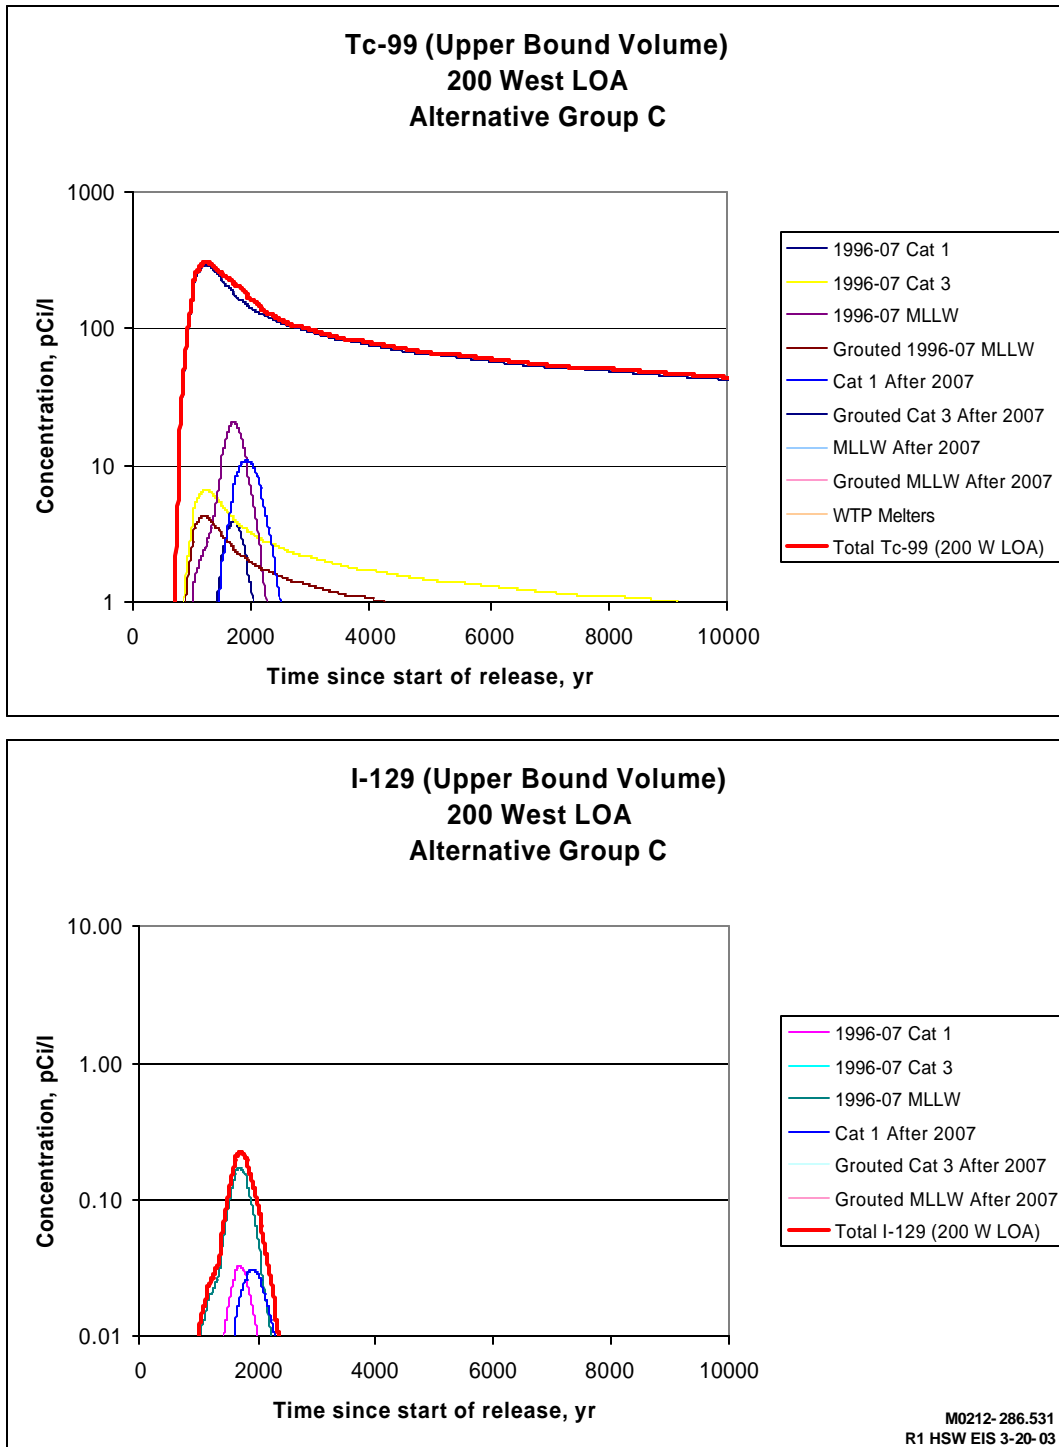 Tc-99 (Upper Bound Volume)
200 West LOA
Alternative Group C
1000
100
10
1
Concentration, pCi/l
0
2000
4000
6000
8000
10000
Time since start of release, yr
1996-07 Cat 1
1996-07 Cat 3
1996-07 MLLW
Grouted 1996-07 MLLW
Cat 1 After 2007
Grouted Cat 3 After 2007
MLLW After 2007
Grouted MLLW After 2007
WTP Melters
Total Tc-99 (200 W LOA)
I-129 (Upper Bound Volume)
200 West LOA
Alternative Group C
10.00
1.00
0.10
0.01
Concentration, pCi/l
0
2000
4000
6000
8000
10000
Time since start of release, yr
1996-07 Cat 1
1996-07 Cat 3
1996-07 MLLW
Cat 1 After 2007
Grouted Cat 3 After 2007
Grouted MLLW After 2007
Total I-129 (200 W LOA)
M0212-286.531
R1 HSW EIS 3-20-03